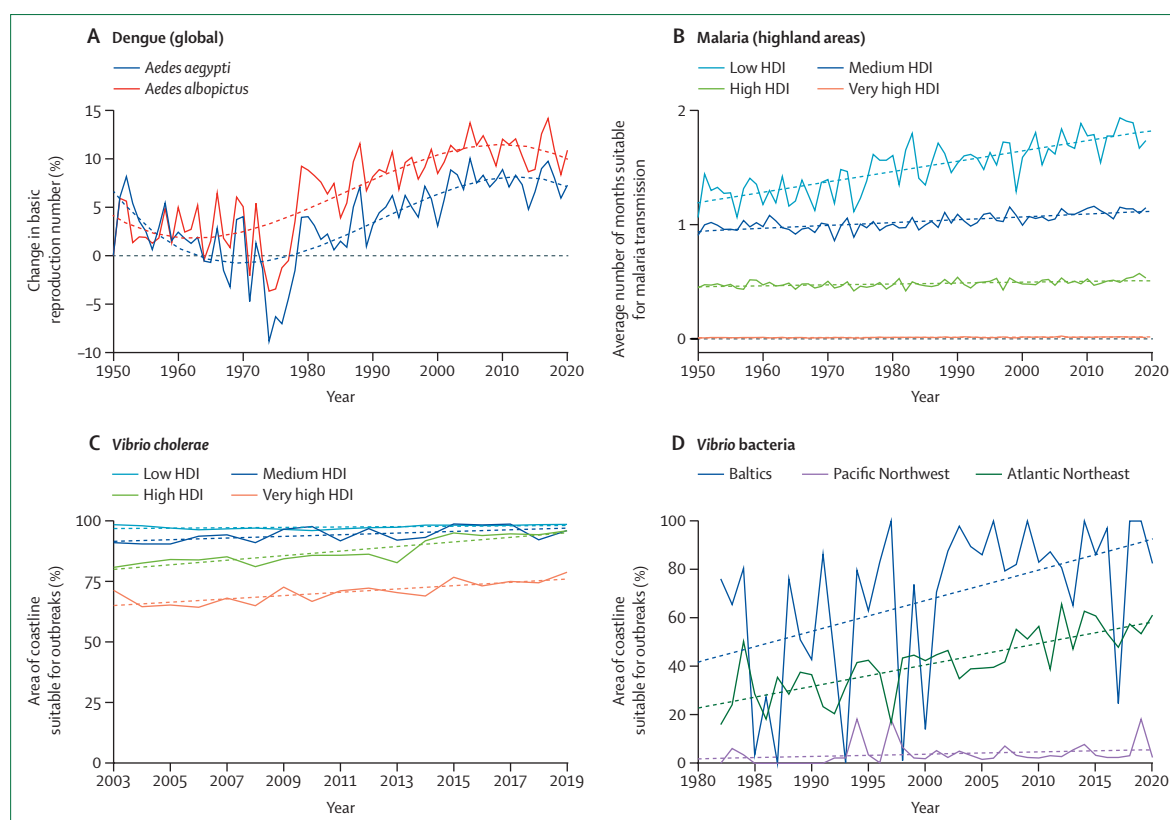 A Dengue (global)
Aedes aegypti
Aedes albopictus
Change in basic
reproduction number (%)
15
10
5
0
–5
–10
1950 1960 1970 1980 1990 2000 2010 2020
Year
B Malaria (highland areas)
Low HDI Medium HDI
High HDI Very high HDI
Average number of months suitable
for malaria transmission
2
1
0
1950 1960 1970 1980 1990 2000 2010 2020
Year
C Vibrio cholerae
Low HDI Medium HDI
High HDI Very high HDI
Area of coastline
suitable for outbreaks (%)
100
75
50
25
0
2003 2005 2007 2009 2011 2013 2015 2017 2019
Year
D Vibrio bacteria
Baltics Pacific Northwest Atlantic Northeast
Area of coastline
suitable for outbreaks (%)
100
80
60
40
20
0
1980 1985 1990 1995 2000 2005 2010 2015 2020
Year